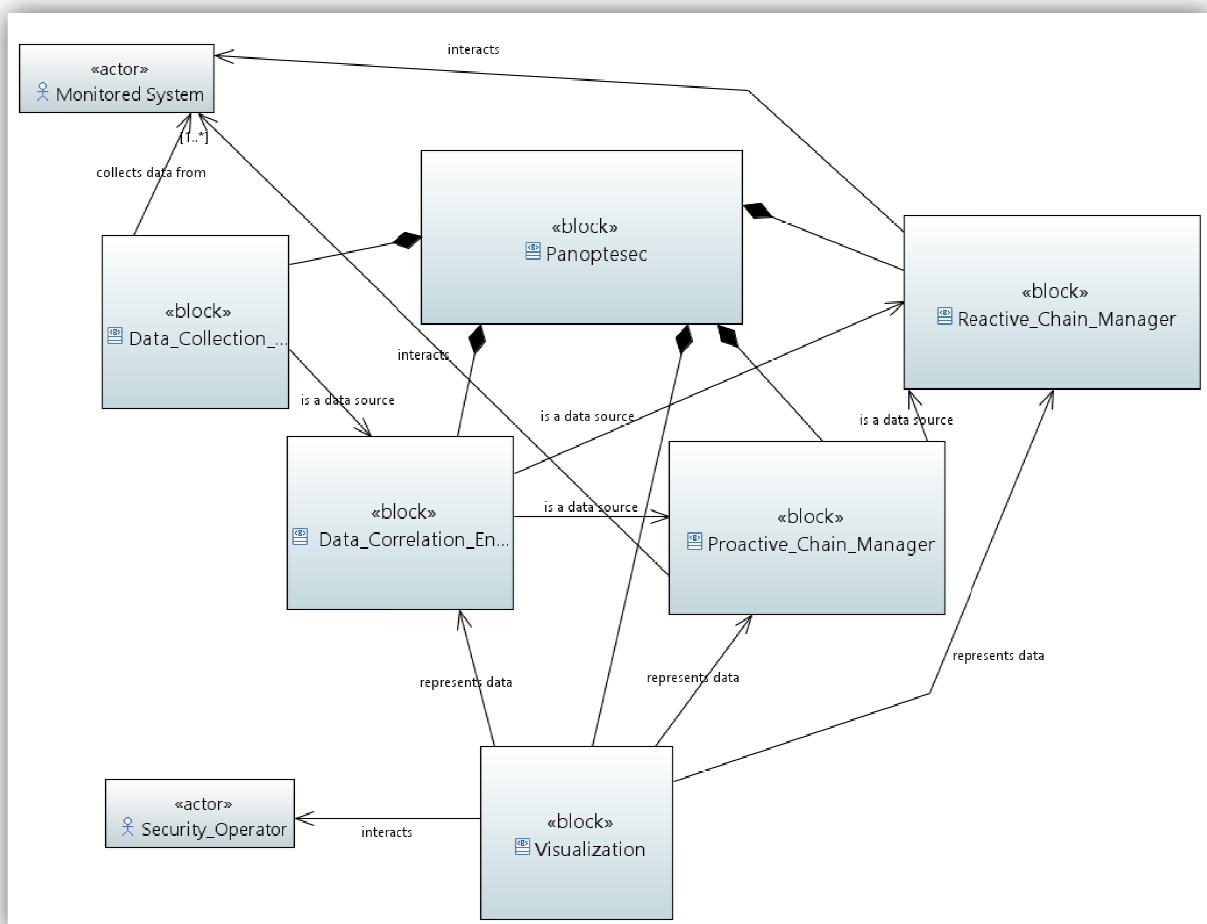 interacts
«actor»
Monitored System
[1..*]
collects data from
«block»
Panoptesec
«block»
Reactive_Chain_Manager
«block»
Data_Collection_...
interacts
is a data source
is a data source
is a data source
«block»
Data_Correlation_En...
is a data source
«block»
Proactive_Chain_Manager
represents data
represents data
represents data
«actor»
Security_Operator
interacts
«block»
Visualization